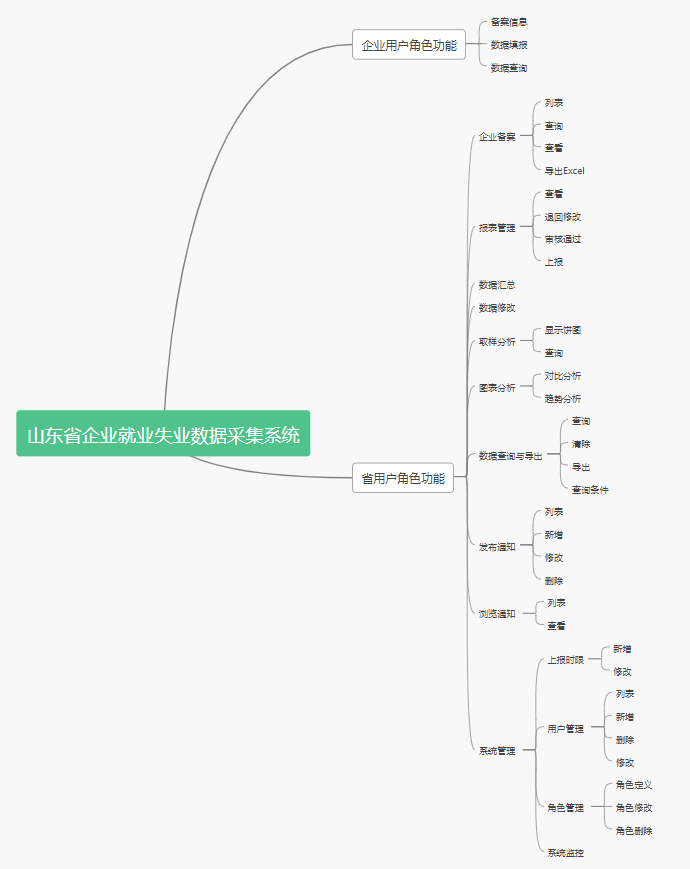 山东省企业就业失业数据采集系统
企业用户角色功能
备案信息
数据填报
数据查询
省用户角色功能
企业备案
列表
查询
查看
导出Excel
报表管理
查看
退回修改
审核通过
上报
数据汇总
数据修改
取样分析
显示饼图
查询
图表分析
对比分析
趋势分析
数据查询与导出
查询
清除
导出
查询条件
发布通知
列表
新增
修改
删除
浏览通知
列表
查看
系统管理
上报时限
新增
修改
用户管理
列表
新增
删除
修改
角色管理
角色定义
角色修改
角色删除
系统监控